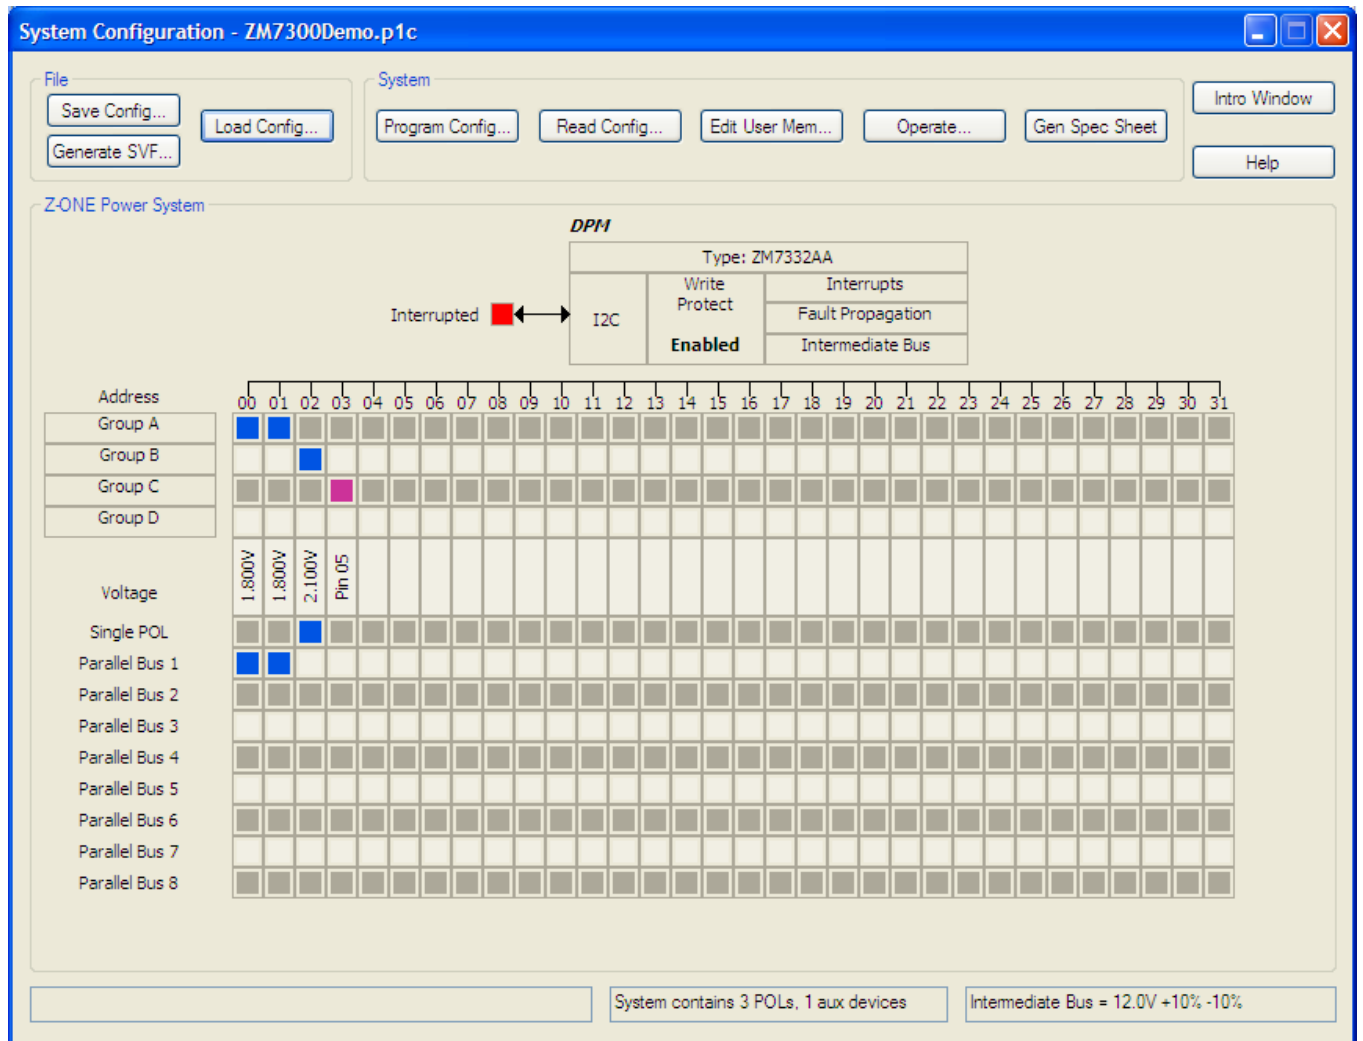 System Configuration - ZM7300Demo.p1c
File
System
Save Config...
Load Config...
Generate SVF...
Program Config...
Read Config...
Edit User Mem...
Operate...
Gen Spec Sheet
Intro Window
Help
Z-ONE Power System
DPM
Type: ZM7332AA
Interrupted
I2C
Write
Protect
Enabled
Interrupts
Fault Propagation
Intermediate Bus
Address 00 01 02 03 04 05 06 07 08 09 10 11 12 13 14 15 16 17 18 19 20 21 22 23 24 25 26 27 28 29 30 31
Group A
Group B
Group C
Group D
Voltage 1.800V 1.800V 2.100V Pin 05
Single POL
Parallel Bus 1
Parallel Bus 2
Parallel Bus 3
Parallel Bus 4
Parallel Bus 5
Parallel Bus 6
Parallel Bus 7
Parallel Bus 8
System contains 3 POLs, 1 aux devices
Intermediate Bus = 12.0V +10% -10%